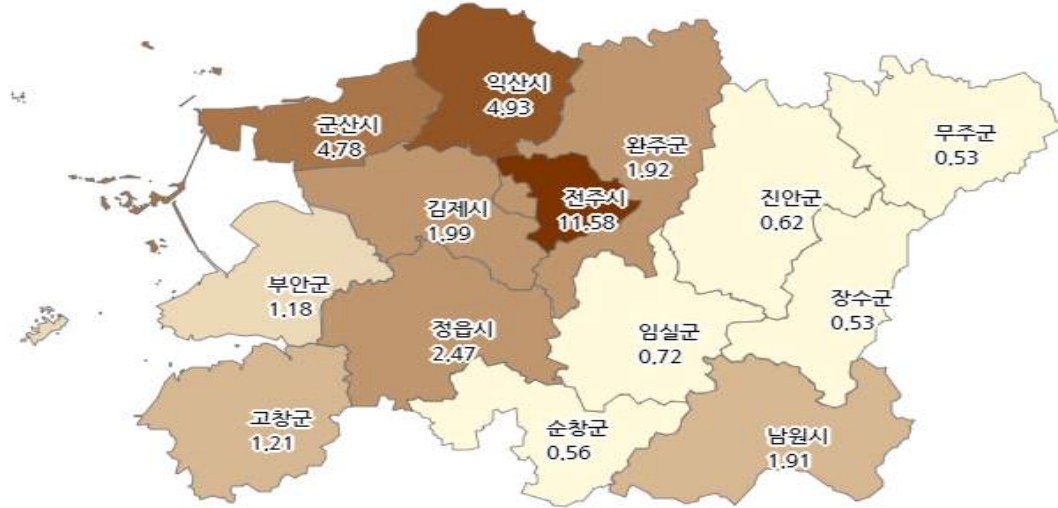 익산시
4.93
군산시
4.78
완주군
1.92
무주군
0.53
전주시
11.58
진안군
0.62
김제시
1.99
부안군
1.18
장수군
0.53
정읍시
2.47
임실군
0.72
고창군
1.21
순창군
0.56
남원시
1.91